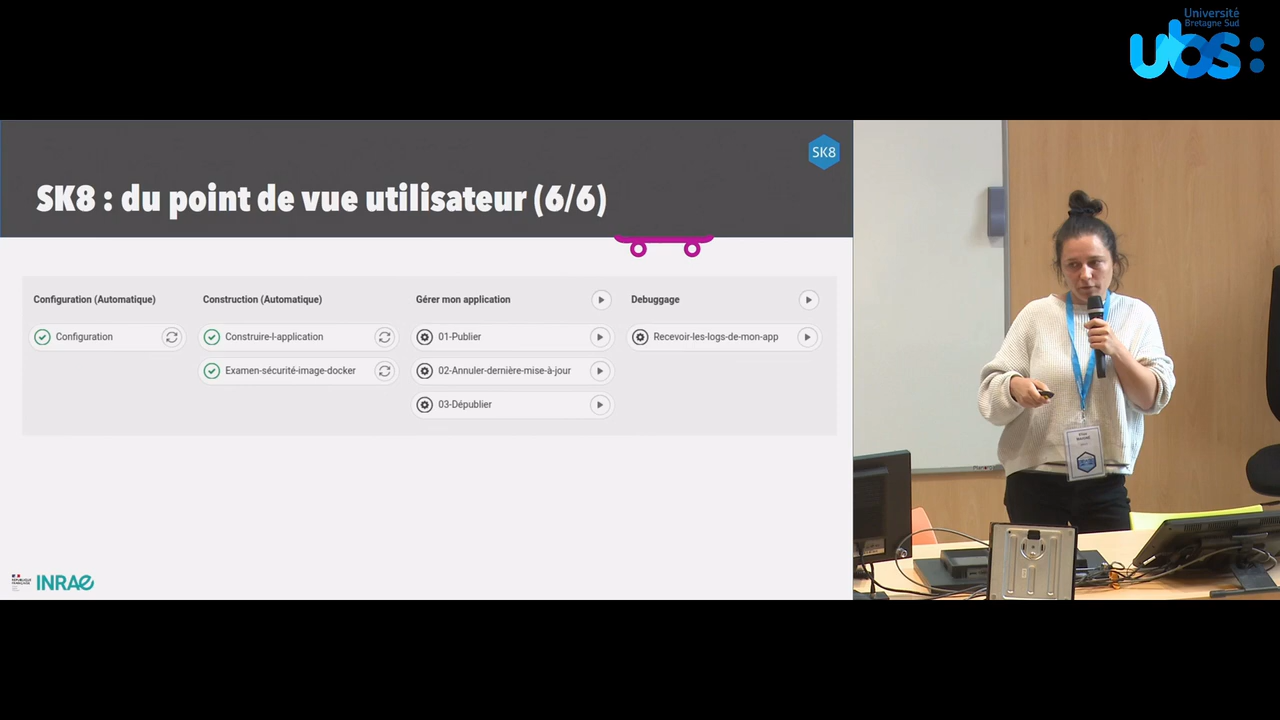 Université
Bretagne Sud
ubs:
SK8
SK8 : du point de vue utilisateur (6/6)
Configuration (Automatique)
Construction (Automatique)
Gérer mon application
Debuggage
Configuration
Construire-l-application
01-Publier
Recevoir-les-logs-de-mon-app
Examen-sécurité-image-docker
02-Annuler-dernière-mise-à-jour
03-Dépublier
RÉPUBLIQUE
FRANÇAISE
INRAE